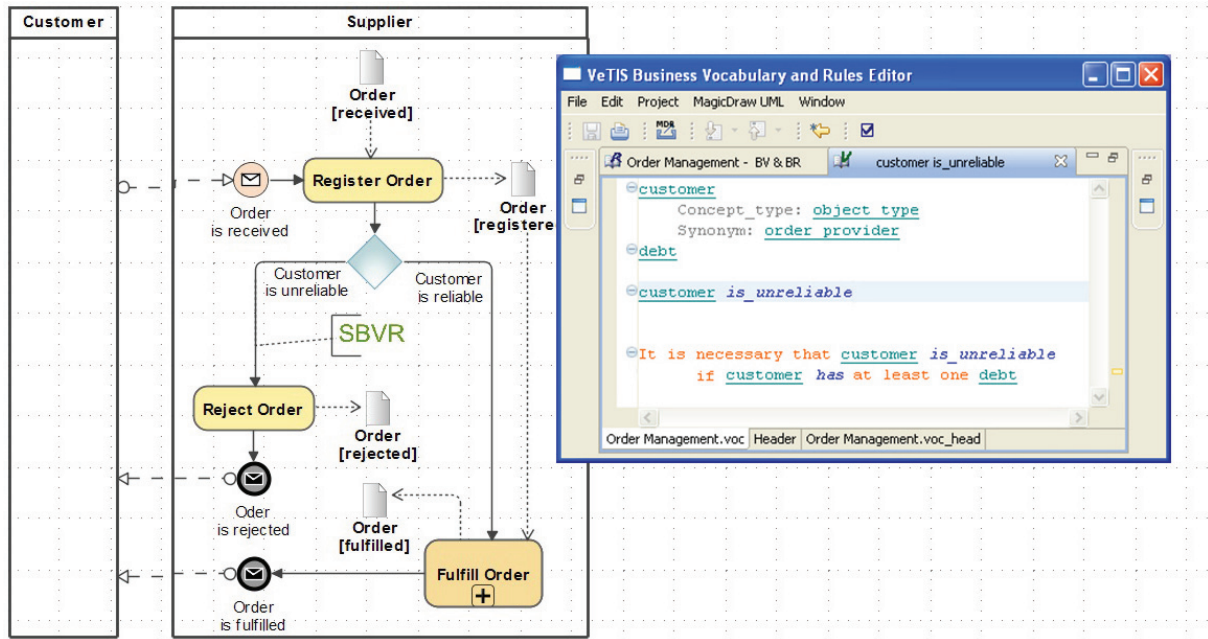 Customer
Supplier
Order
[received]
Register Order
Order
is received
Order
[registere
Customer
is unreliable
Customer
is reliable
SBVR
Reject Order
Order
[rejected]
Oder
is rejected
Order
[fulfilled]
Fulfill Order
Order
is fulfilled
VeTIS Business Vocabulary and Rules Editor
File Edit Project MagicDraw UML Window
MDR
Order Management - BV & BR
customer is_unreliable
customer
Concept_type: object type
Synonym: order provider
debt
customer is_unreliable
It is necessary that customer is_unreliable
if customer has at least one debt
Order Management.voc Header Order Management.voc_head